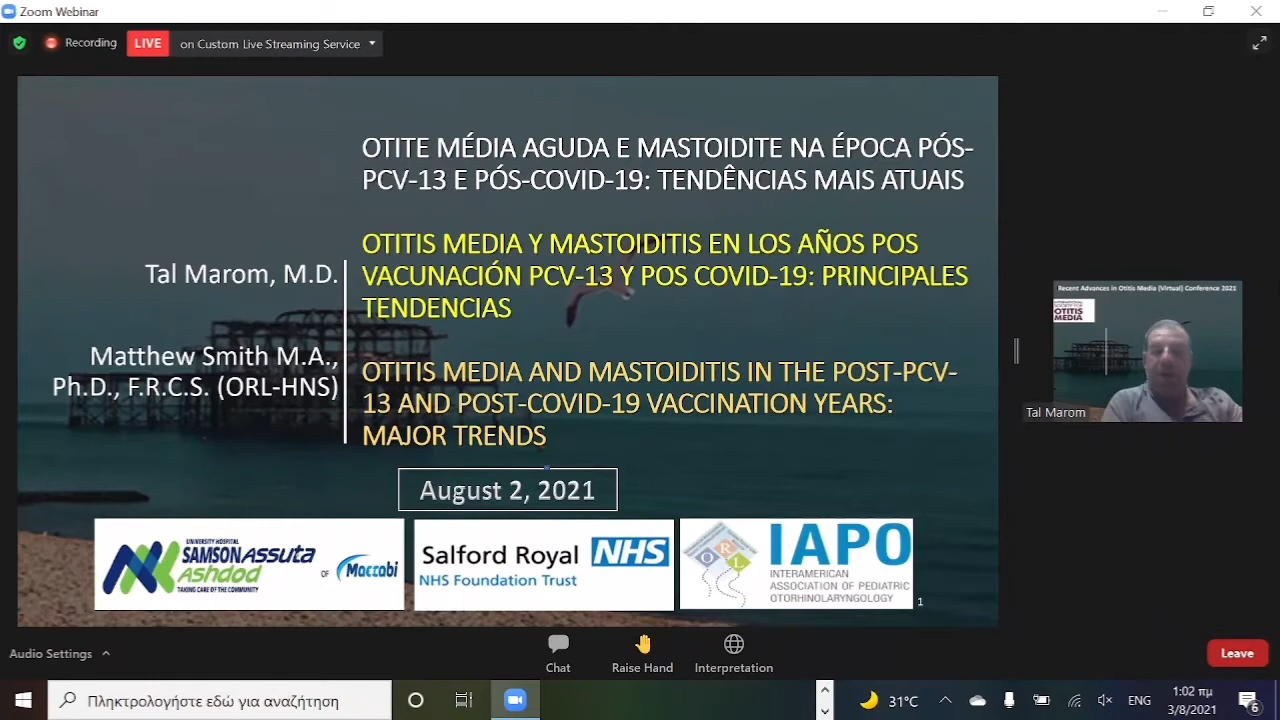 Zoom Webinar
Recording
LIVE
on Custom Live Streaming Service
OTITE MÉDIA AGUDA E MASTOIDITE NA ÉPOCA PÓS-
PCV-13 E PÓS-COVID-19: TENDÊNCIAS MAIS ATUAIS
OTITIS MEDIA Y MASTOIDITIS EN LOS AÑOS POS
VACUNACIÓN PCV-13 Y POS COVID-19: PRINCIPALES
TENDENCIAS
OTITIS MEDIA AND MASTOIDITIS IN THE POST-PCV-
13 AND POST-COVID-19 VACCINATION YEARS:
MAJOR TRENDS
Tal Marom, M.D.
Matthew Smith M.A.,
Ph.D., F.R.C.S. (ORL-HNS)
August 2, 2021
UNIVERSITY HOSPITAL
SAMSON ASSUTA
Ashdod
TAKING CARE OF THE COMMUNITY
OF
Maccabi
Salford Royal
NHS
NHS Foundation Trust
ORL
IAPO
INTERAMERICAN
ASSOCIATION OF PEDIATRIC
OTORHINOLARYNGOLOGY
1
Recent Advances in Otitis Media (Virtual) Conference 2021
INTERNATIONAL
SOCIETY FOR
OTITIS
MEDIA
Tal Marom
Audio Settings
Chat
Raise Hand
Interpretation
Leave
Πληκτρολογήστε εδώ για αναζήτηση
31°C
ENG
1:02 πμ
3/8/2021
6